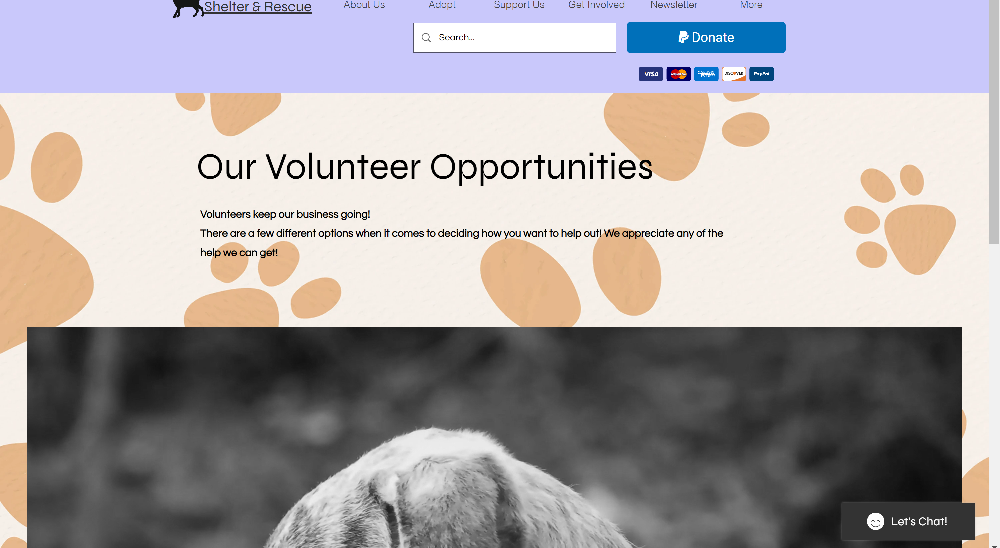 Shelter & Rescue
About Us Adopt Support Us Get Involved Newsletter More
Search...
Donate
VISA MasterCard AMERICAN EXPRESS DISCOVER PayPal
Our Volunteer Opportunities
Volunteers keep our business going!
There are a few different options when it comes to deciding how you want to help out! We appreciate any of the
help we can get!
Let's Chat!